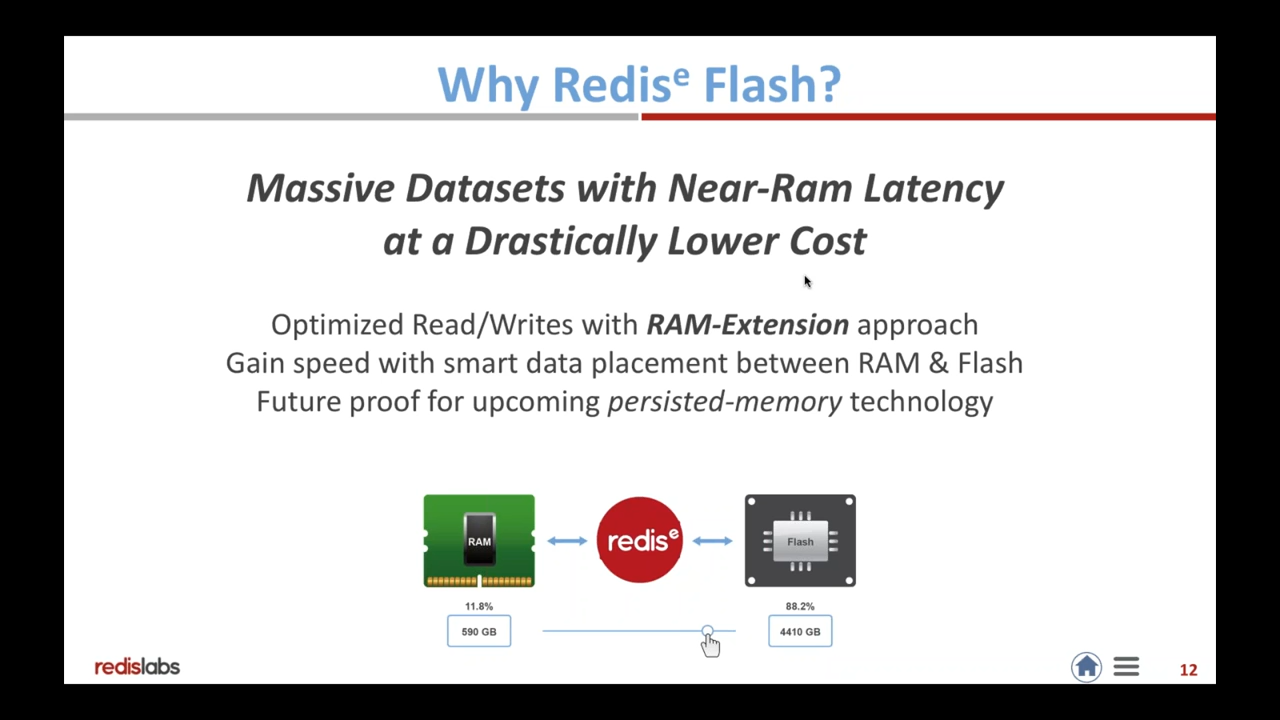 Why Redisᵉ Flash?
Massive Datasets with Near-Ram Latency
at a Drastically Lower Cost
Optimized Read/Writes with RAM-Extension approach
Gain speed with smart data placement between RAM & Flash
Future proof for upcoming persisted-memory technology
RAM
redisᵉ
Flash
11.8%
88.2%
590 GB
4410 GB
redislabs
12